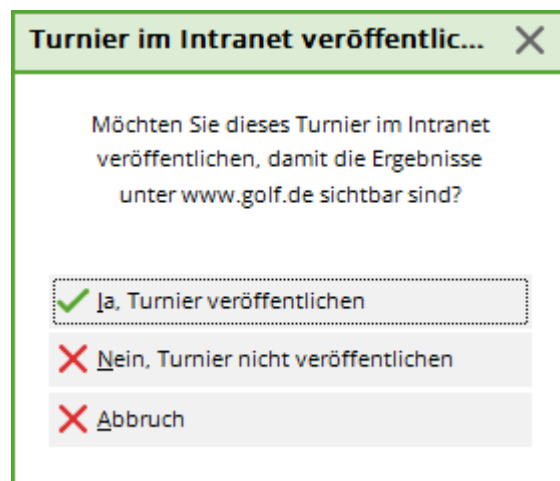 Turnier im Intranet veröffentlic...
Möchten Sie dieses Turnier im Intranet
veröffentlichen, damit die Ergebnisse
unter www.golf.de sichtbar sind?
Ja, Turnier veröffentlichen
Nein, Turnier nicht veröffentlichen
Abbruch